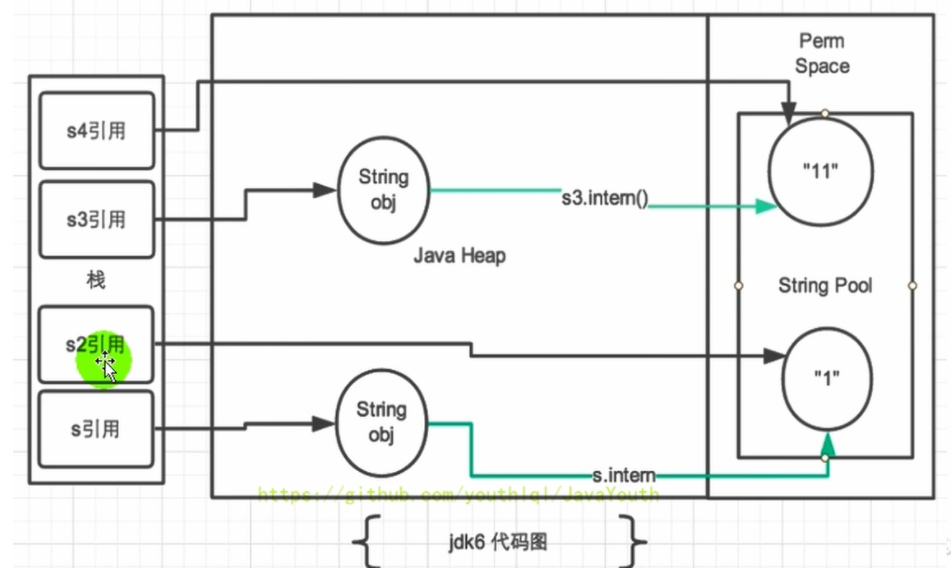 Perm
Space
s4引用
"11"
String
obj
s3.intern()
s3引用
Java Heap
栈
String Pool
s2引用
"1"
String
obj
s引用
s.intern
https://github.com/youthlql/JavaYouth
jdk6 代码图